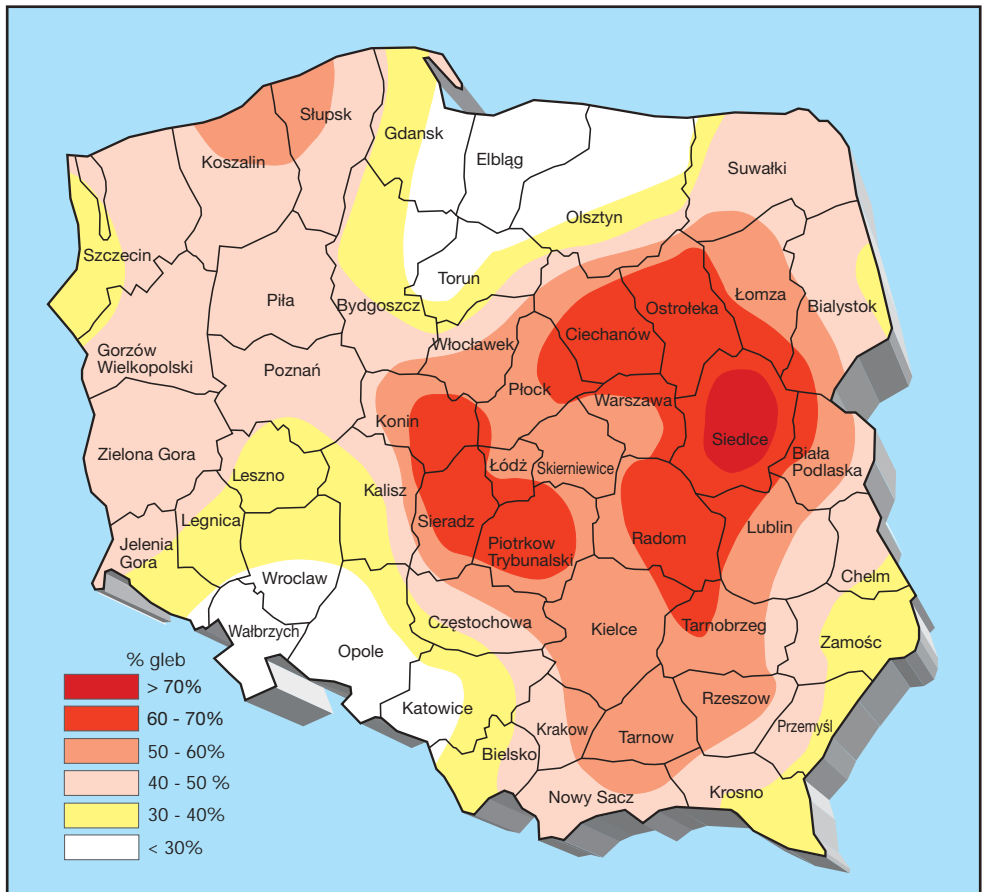 Słupsk
Gdansk
Koszalin
Elbląg
Suwałki
Olsztyn
Szczecin
Torun
Piła
Bydgoszcz
Ostrołeka
Łomza
Bialystok
Ciechanów
Włocławek
Gorzów
Wielkopolski
Poznań
Płock
Warszawa
Konin
Siedlce
Zielona Gora
Łódż
Skierniewice
Biała
Podlaska
Leszno
Kalisz
Legnica
Sieradz
Piotrkow
Trybunalski
Radom
Lublin
Jelenia
Gora
Wroclaw
Chelm
Wałbrzych
Częstochowa
Kielce
Tarnobrzeg
Zamośc
Opole
Katowice
Rzeszow
Przemyśl
Krakow
Tarnow
Bielsko
Nowy Sacz
Krosno
% gleb
> 70%
60 - 70%
50 - 60%
40 - 50 %
30 - 40%
< 30%